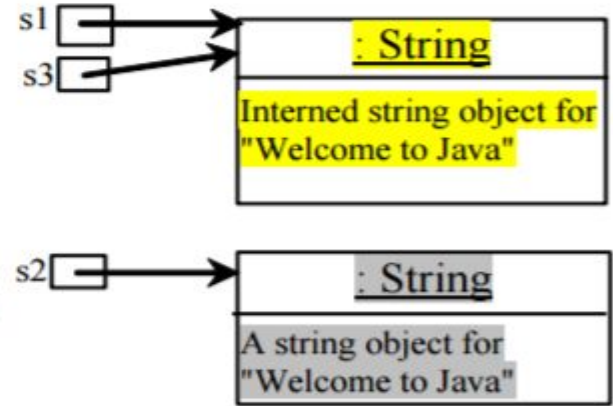 s1
: String
s3
Interned string object for
"Welcome to Java"
s2
: String
A string object for
"Welcome to Java"